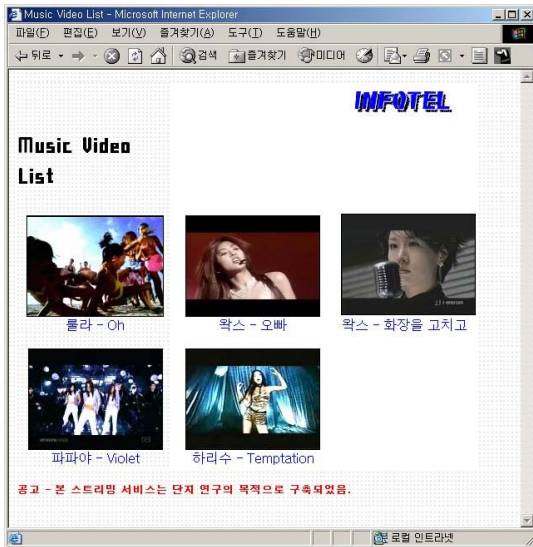 Music Video List - Microsoft Internet Explorer
파일(F) 편집(E) 보기(V) 즐겨찾기(A) 도구(T) 도움말(H)
뒤로 검색 즐겨찾기 미디어
INFOTEL
Music Video
List
룰라 - Oh
왁스 - 오빠
왁스 - 화장을 고치고
파파야 - Violet
하리수 - Temptation
공고 - 본 스트리밍 서비스는 단지 연구의 목적으로 구축되었음.
로컬 인트라넷